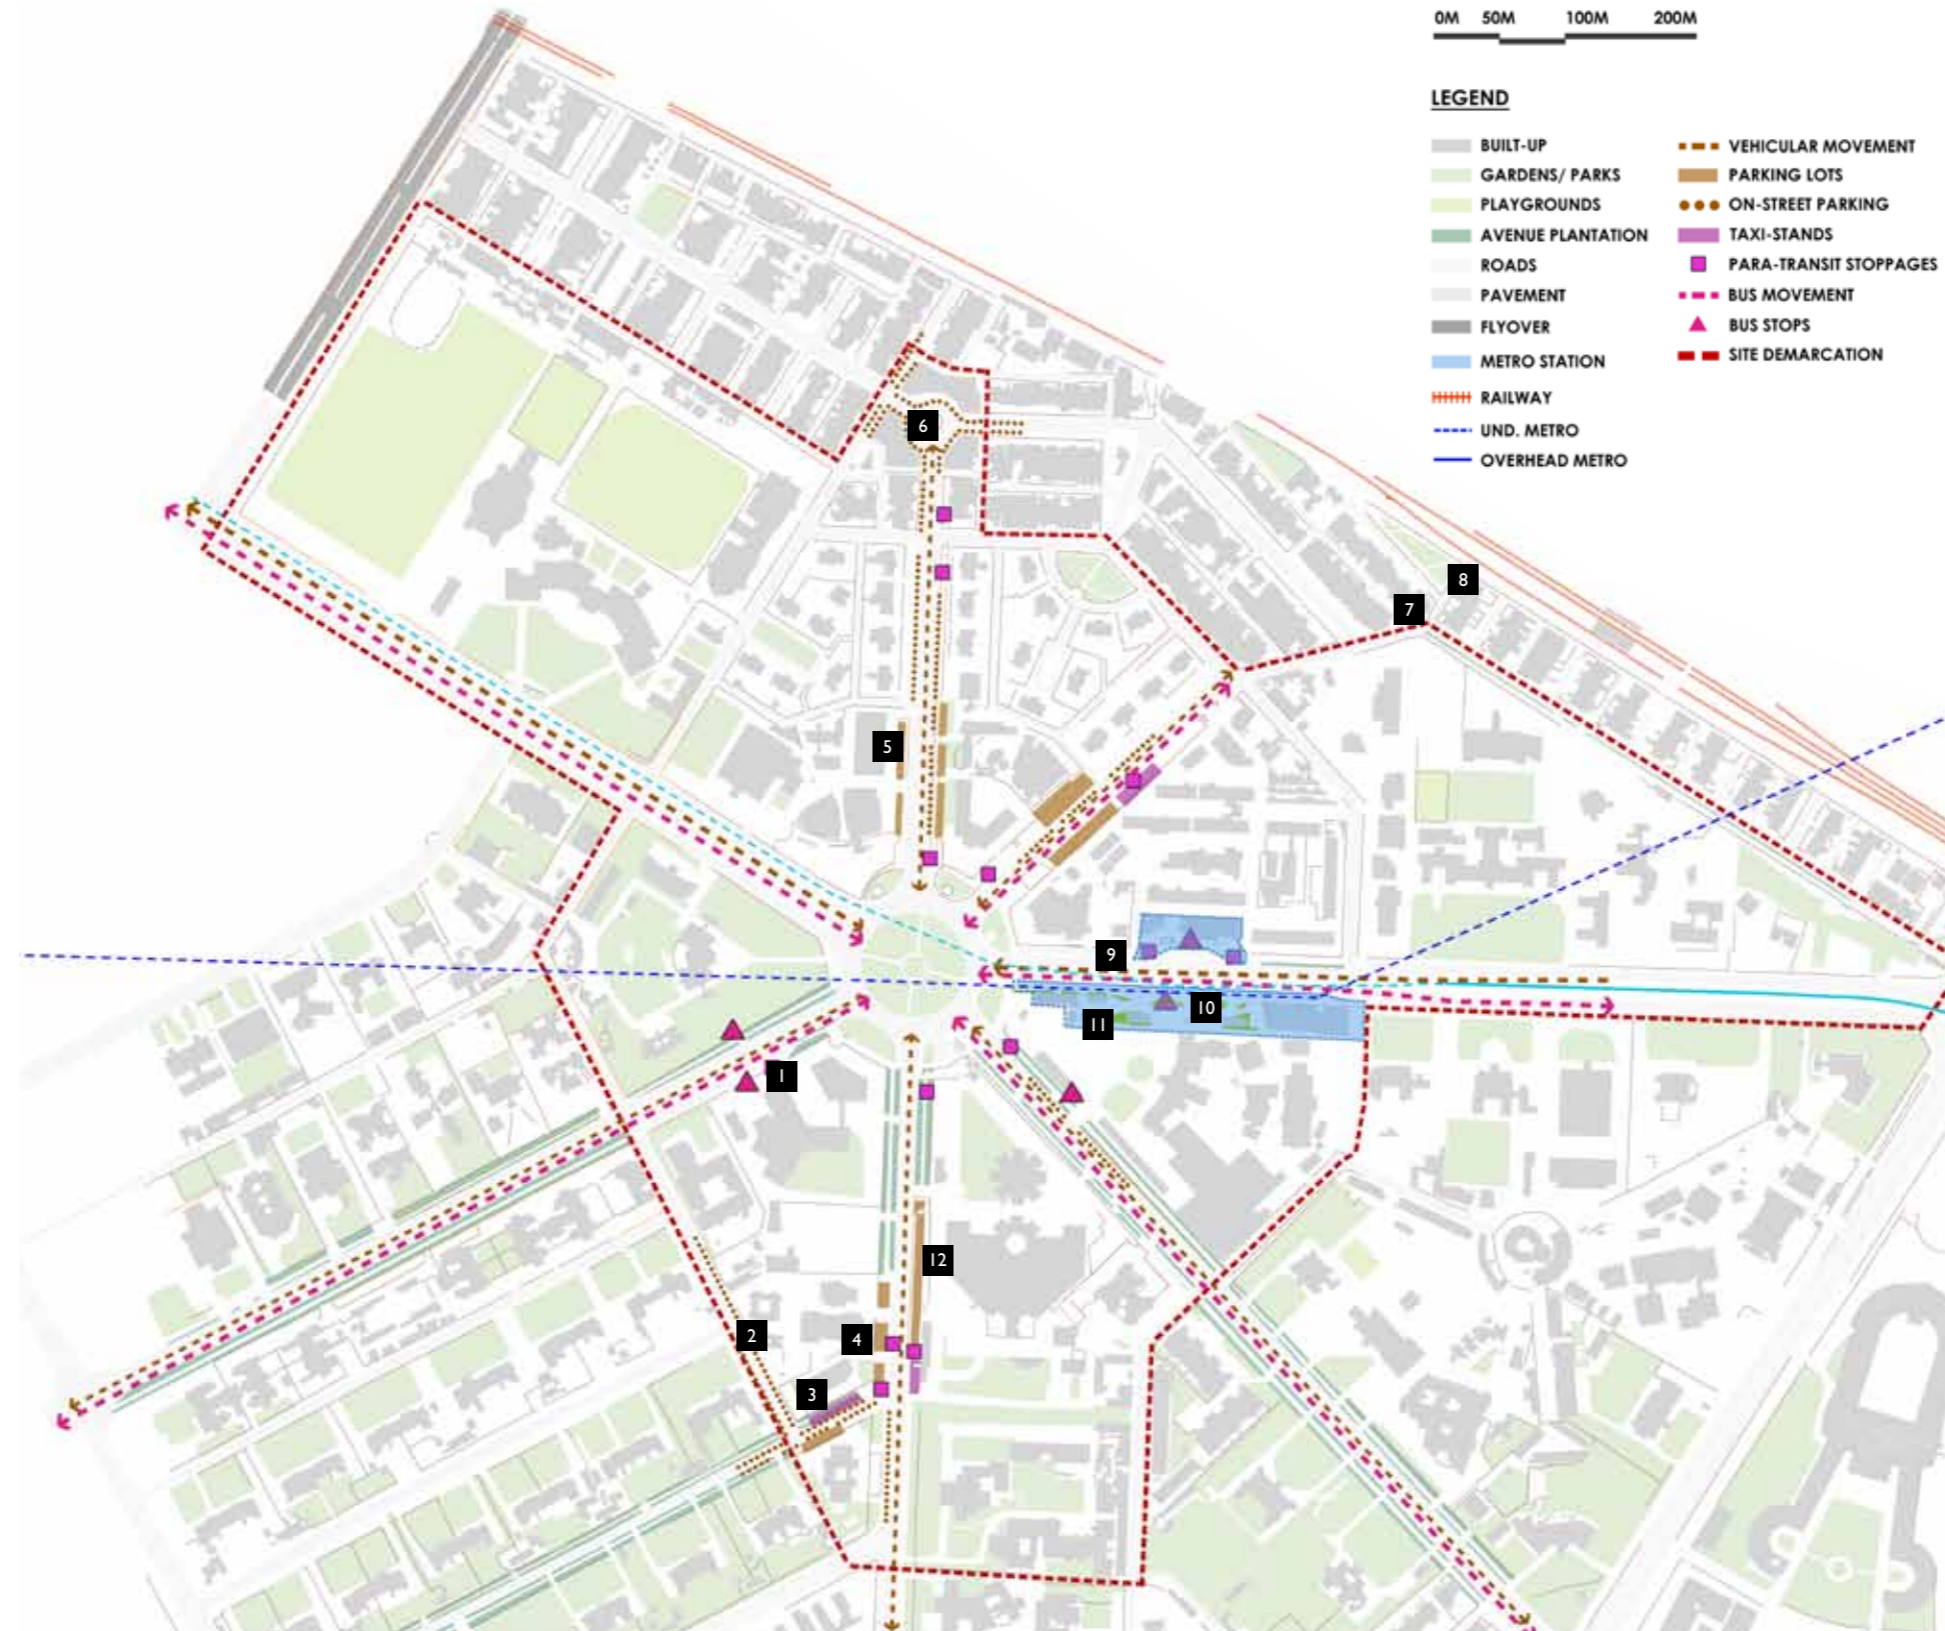 0M 50M 100M 200M
LEGEND
BUILT-UP
GARDENS/ PARKS
PLAYGROUNDS
AVENUE PLANTATION
ROADS
PAVEMENT
FLYOVER
METRO STATION
RAILWAY
UND. METRO
OVERHEAD METRO
VEHICULAR MOVEMENT
PARKING LOTS
ON-STREET PARKING
TAXI-STANDS
PARA-TRANSIT STOPPAGES
BUS MOVEMENT
BUS STOPS
SITE DEMARCATION
6
8
7
5
9
10
11
1
12
2
4
3